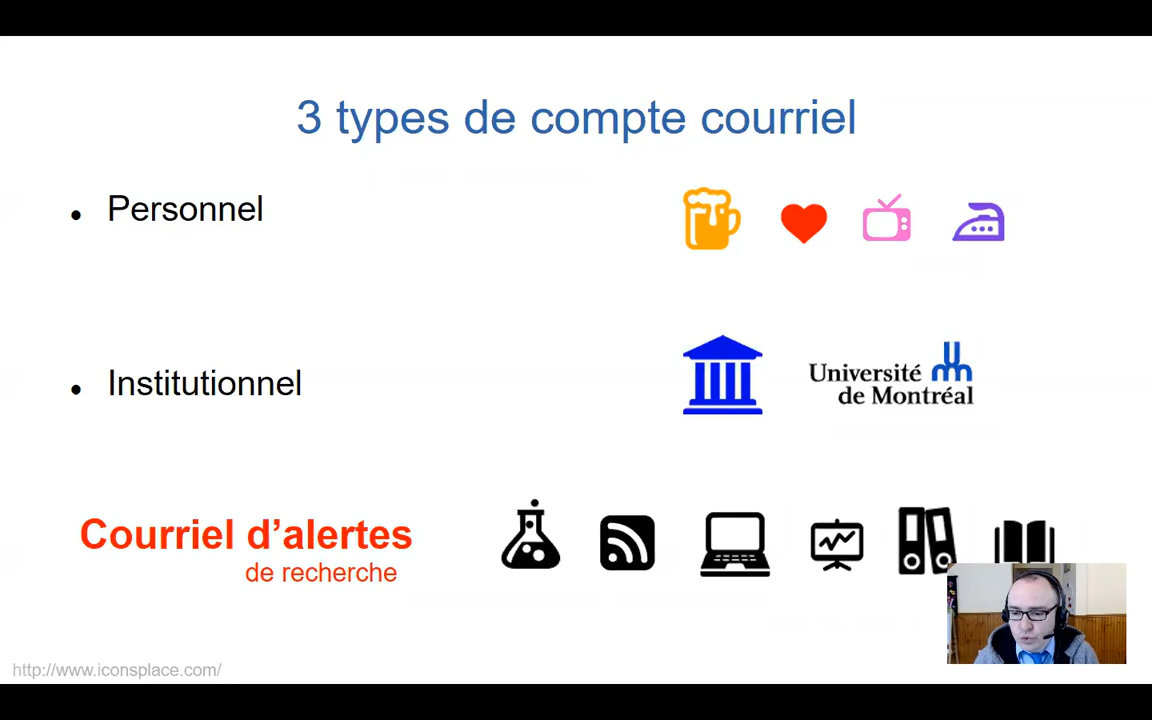 3 types de compte courriel
Personnel
Institutionnel
Université
de Montréal
Courriel d’alertes
de recherche
http://www.iconsplace.com/